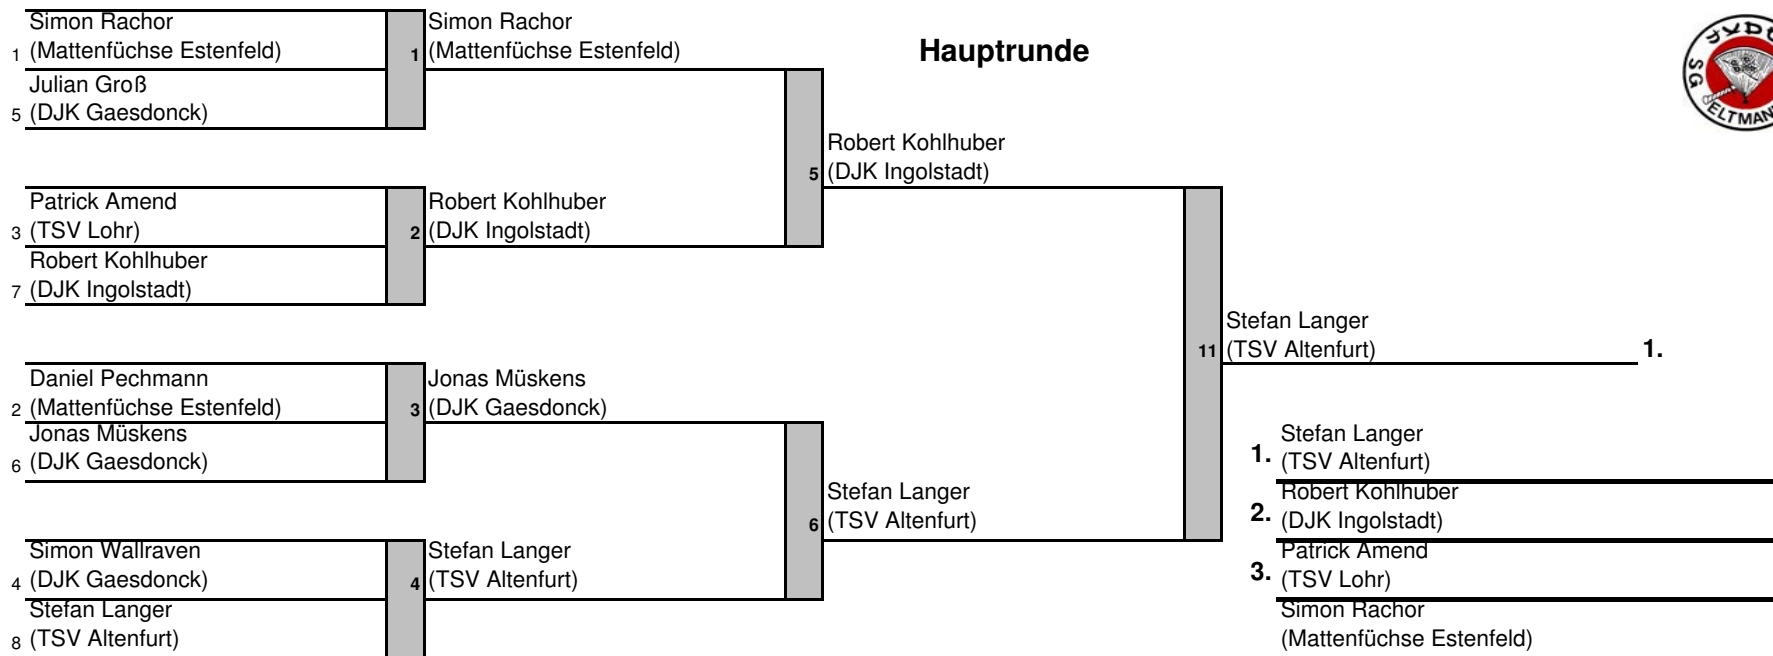 Hauptrunde
JUDO
SG ELTMANN
Simon Rachor
1 (Mattenfüchse Estenfeld)
Julian Groß
5 (DJK Gaesdonck)
1
Simon Rachor
(Mattenfüchse Estenfeld)
Patrick Amend
3 (TSV Lohr)
Robert Kohlhuber
7 (DJK Ingolstadt)
2
Robert Kohlhuber
(DJK Ingolstadt)
5
Robert Kohlhuber
(DJK Ingolstadt)
Daniel Pechmann
2 (Mattenfüchse Estenfeld)
Jonas Müskens
6 (DJK Gaesdonck)
3
Jonas Müskens
(DJK Gaesdonck)
Simon Wallraven
4 (DJK Gaesdonck)
Stefan Langer
8 (TSV Altenfurt)
4
Stefan Langer
(TSV Altenfurt)
6
Stefan Langer
(TSV Altenfurt)
11
Stefan Langer
(TSV Altenfurt) 1.
Stefan Langer
1. (TSV Altenfurt)
Robert Kohlhuber
2. (DJK Ingolstadt)
Patrick Amend
3. (TSV Lohr)
Simon Rachor
(Mattenfüchse Estenfeld)